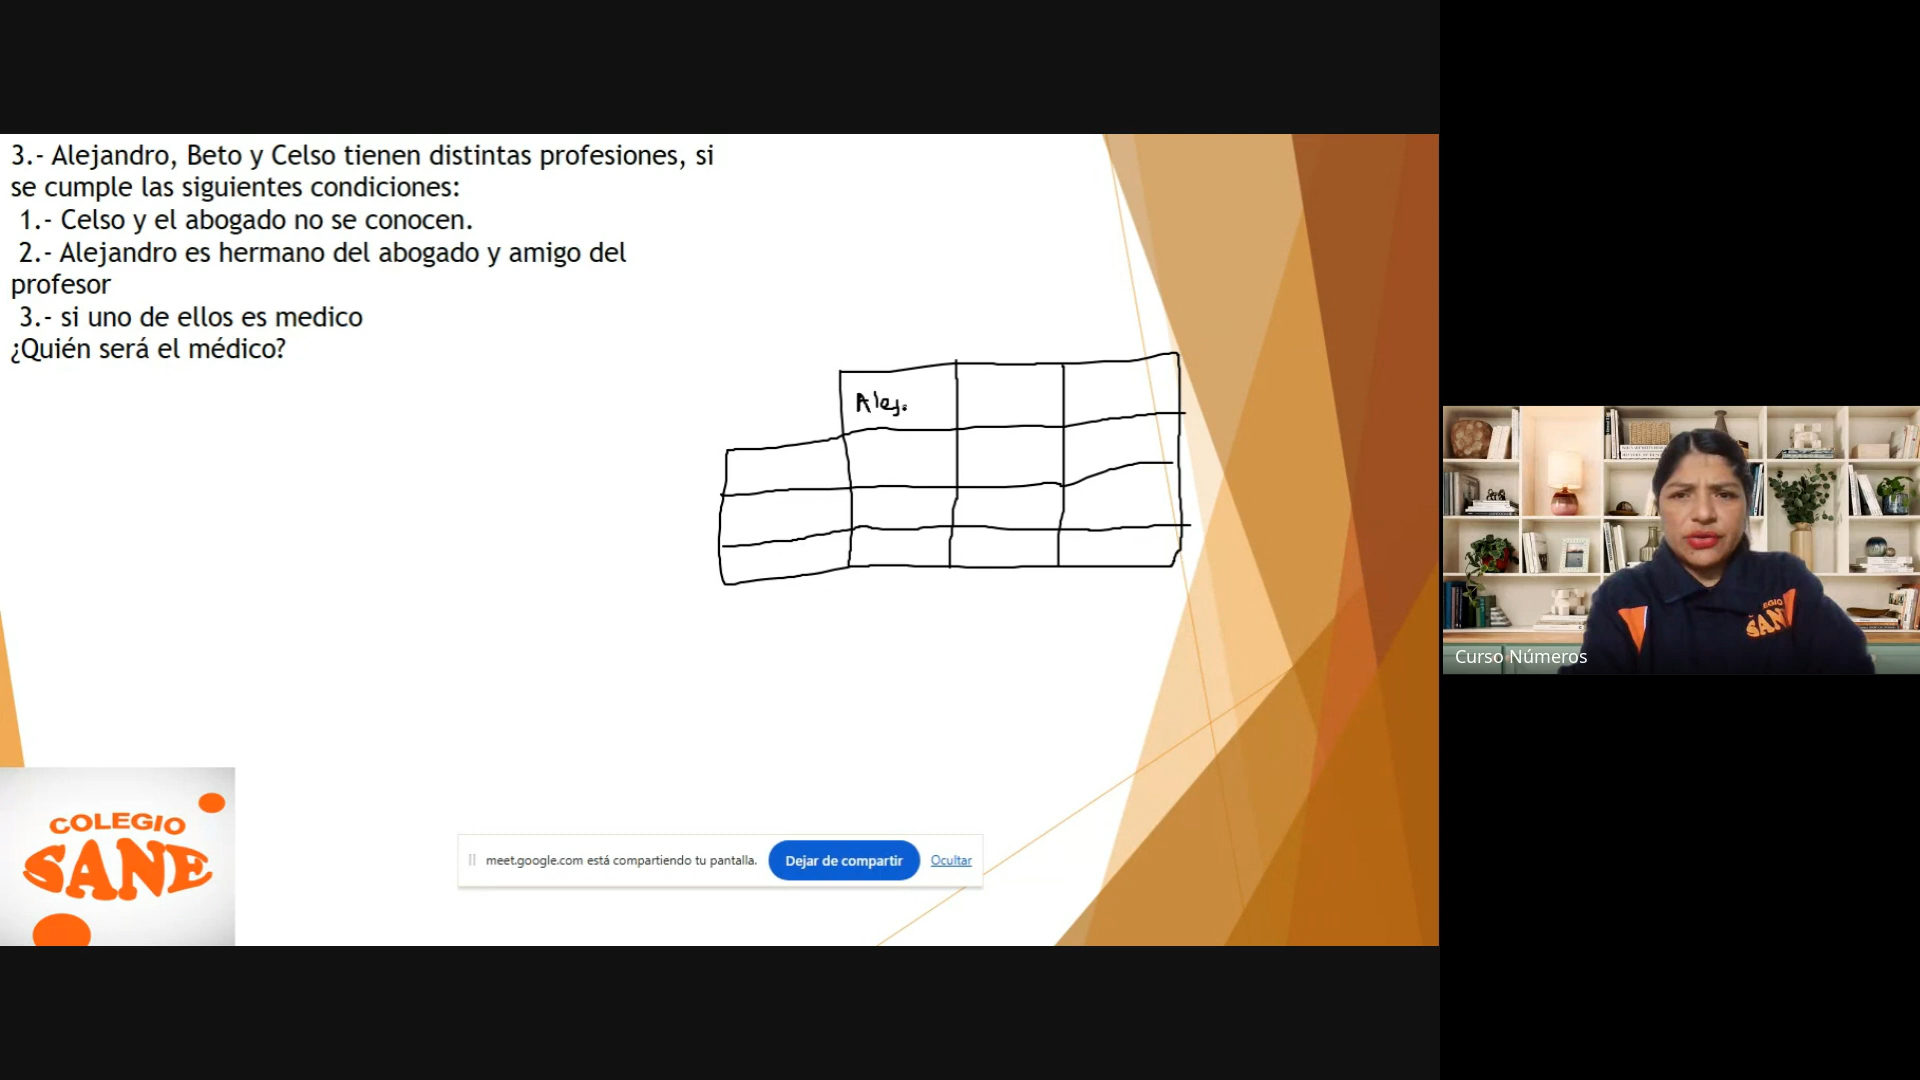 3.- Alejandro, Beto y Celso tienen distintas profesiones, si
se cumple las siguientes condiciones:
1.- Celso y el abogado no se conocen.
2.- Alejandro es hermano del abogado y amigo del
profesor
3.- si uno de ellos es medico
¿Quién será el médico?
Alej.
COLEGIO
SANE
meet.google.com está compartiendo tu pantalla.
Dejar de compartir
Ocultar
Curso Números